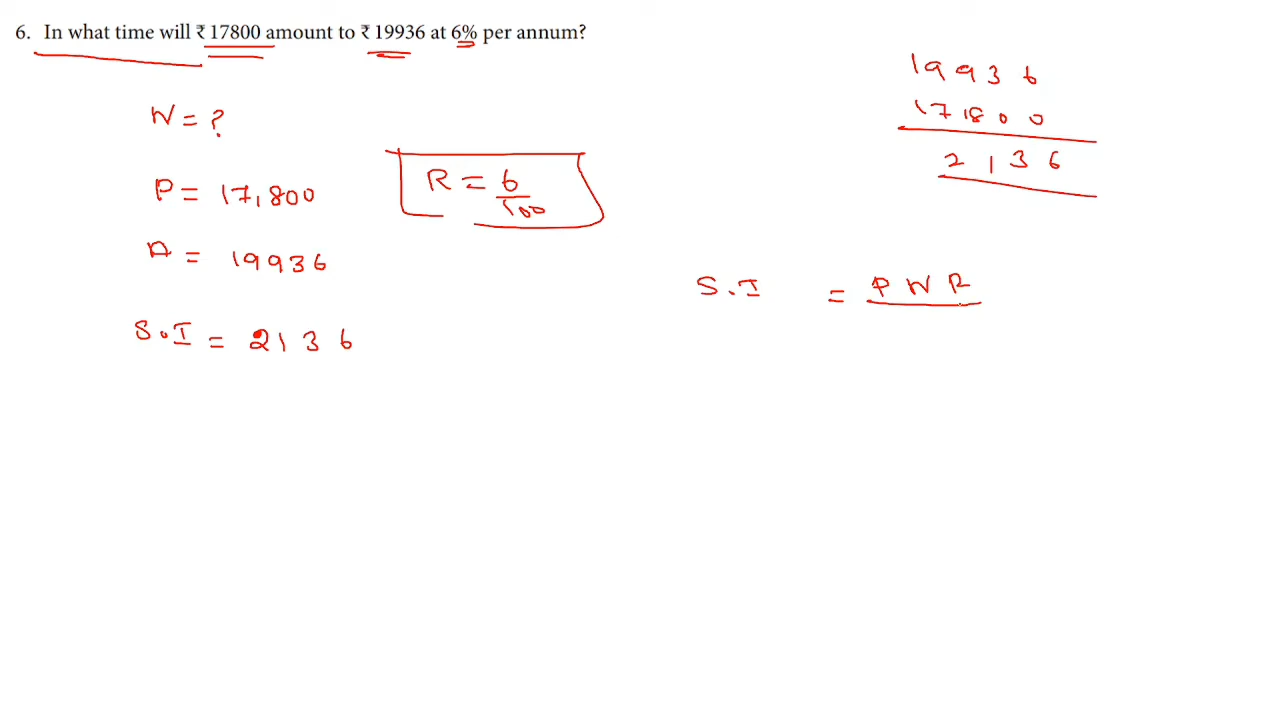 6. In what time will ₹ 17800 amount to ₹ 19936 at 6% per annum?
19936
17800
2136
N = ?
P = 17,800
R = 6/100
A = 19936
S.I = PNR
S.I = 2136